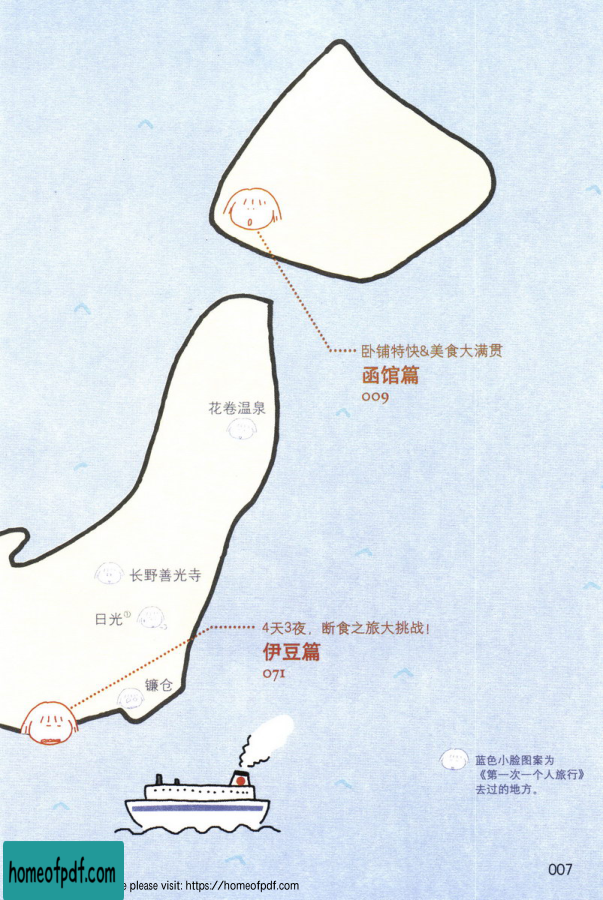 卧铺特快&美食大满贯
函馆篇
009
花卷温泉
长野善光寺
日光①
4天3夜，断食之旅大挑战！
伊豆篇
071
镰仓
蓝色小脸图案为
《第一次一个人旅行》
去过的地方。
007
homeofpdf.com
e please visit: https://homeofpdf.com